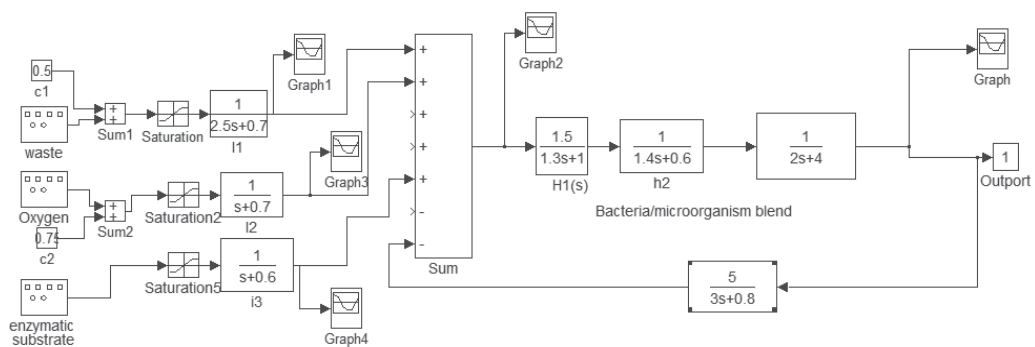 0.5
c1
waste
+
+
Sum1
Saturation
1
2.5s+0.7
I1
Graph1
Oxygen
0.75
c2
+
+
Sum2
Saturation2
1
s+0.7
I2
Graph3
enzymatic
substrate
Saturation5
1
s+0.6
i3
Graph4
+
+
+
+
+
-
-
Sum
Graph2
1.5
1.3s+1
H1(s)
1
1.4s+0.6
h2
1
2s+4
Bacteria/microorganism blend
Graph
1
Outport
5
3s+0.8